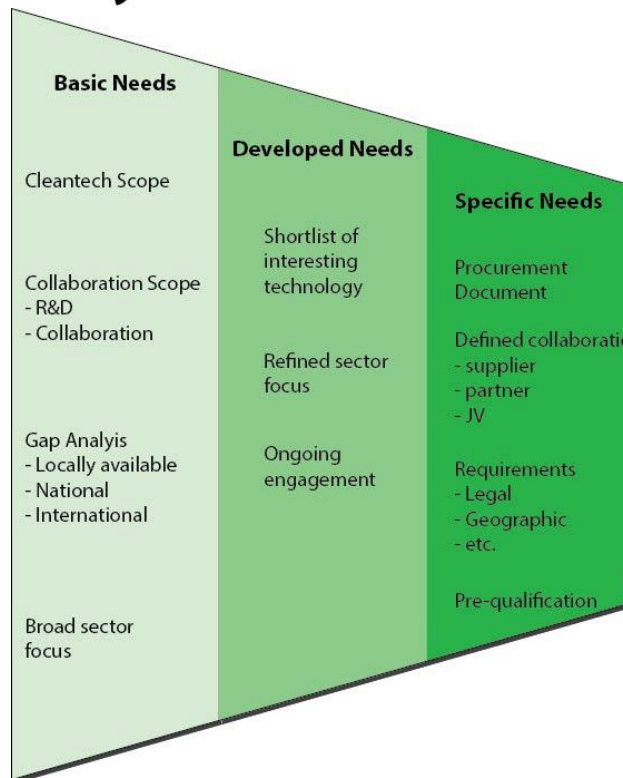 Basic Needs
Cleantech Scope
Collaboration Scope
- R&D
- Collaboration
Gap Analyis
- Locally available
- National
- International
Broad sector
focus
Developed Needs
Shortlist of
interesting
technology
Refined sector
focus
Ongoing
engagement
Specific Needs
Procurement
Document
Defined collaboratio
- supplier
- partner
- JV
Requirements
- Legal
- Geographic
- etc.
Pre-qualification